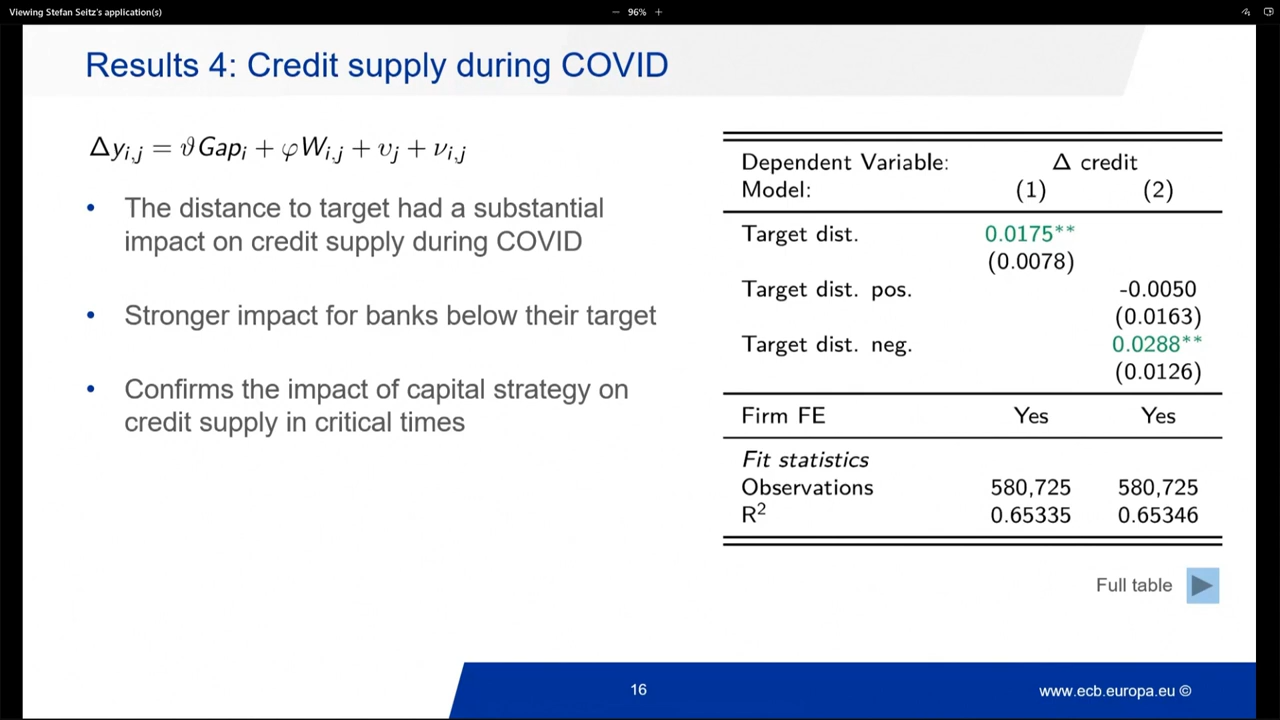 Viewing Stefan Seitz's application(s)
− 96% +
Results 4: Credit supply during COVID
Δy_{i,j} = ϑGap_i + φW_{i,j} + υ_j + ν_{i,j}
• The distance to target had a substantial
impact on credit supply during COVID
• Stronger impact for banks below their target
• Confirms the impact of capital strategy on
credit supply in critical times
Dependent Variable: Δ credit
Model: (1) (2)
Target dist. 0.0175**
(0.0078)
Target dist. pos. -0.0050
(0.0163)
Target dist. neg. 0.0288**
(0.0126)
Firm FE Yes Yes
Fit statistics
Observations 580,725 580,725
R² 0.65335 0.65346
Full table
16
www.ecb.europa.eu ©